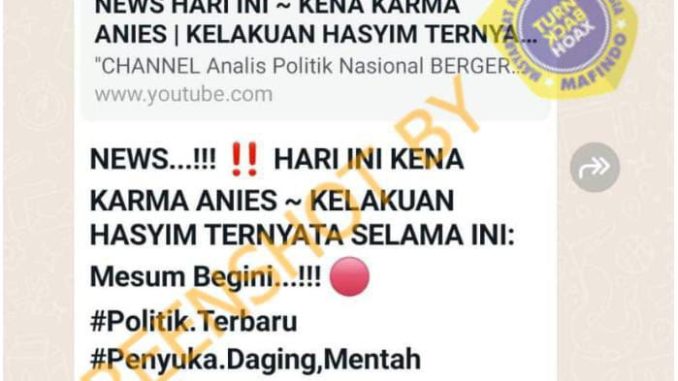 NEWS HARI INI ~ KENA KARMA
ANIES | KELAKUAN HASYIM TERNYA...
"CHANNEL Analis Politik Nasional BERGER...
www.youtube.com
NEWS...!!! ‼️ HARI INI KENA
KARMA ANIES ~ KELAKUAN
HASYIM TERNYATA SELAMA INI:
Mesum Begini...!!! 🔴
#Politik.Terbaru
#Penyuka.Daging,Mentah
REENSHOT BY
TURN
BACK
HOAX
MAFINDO